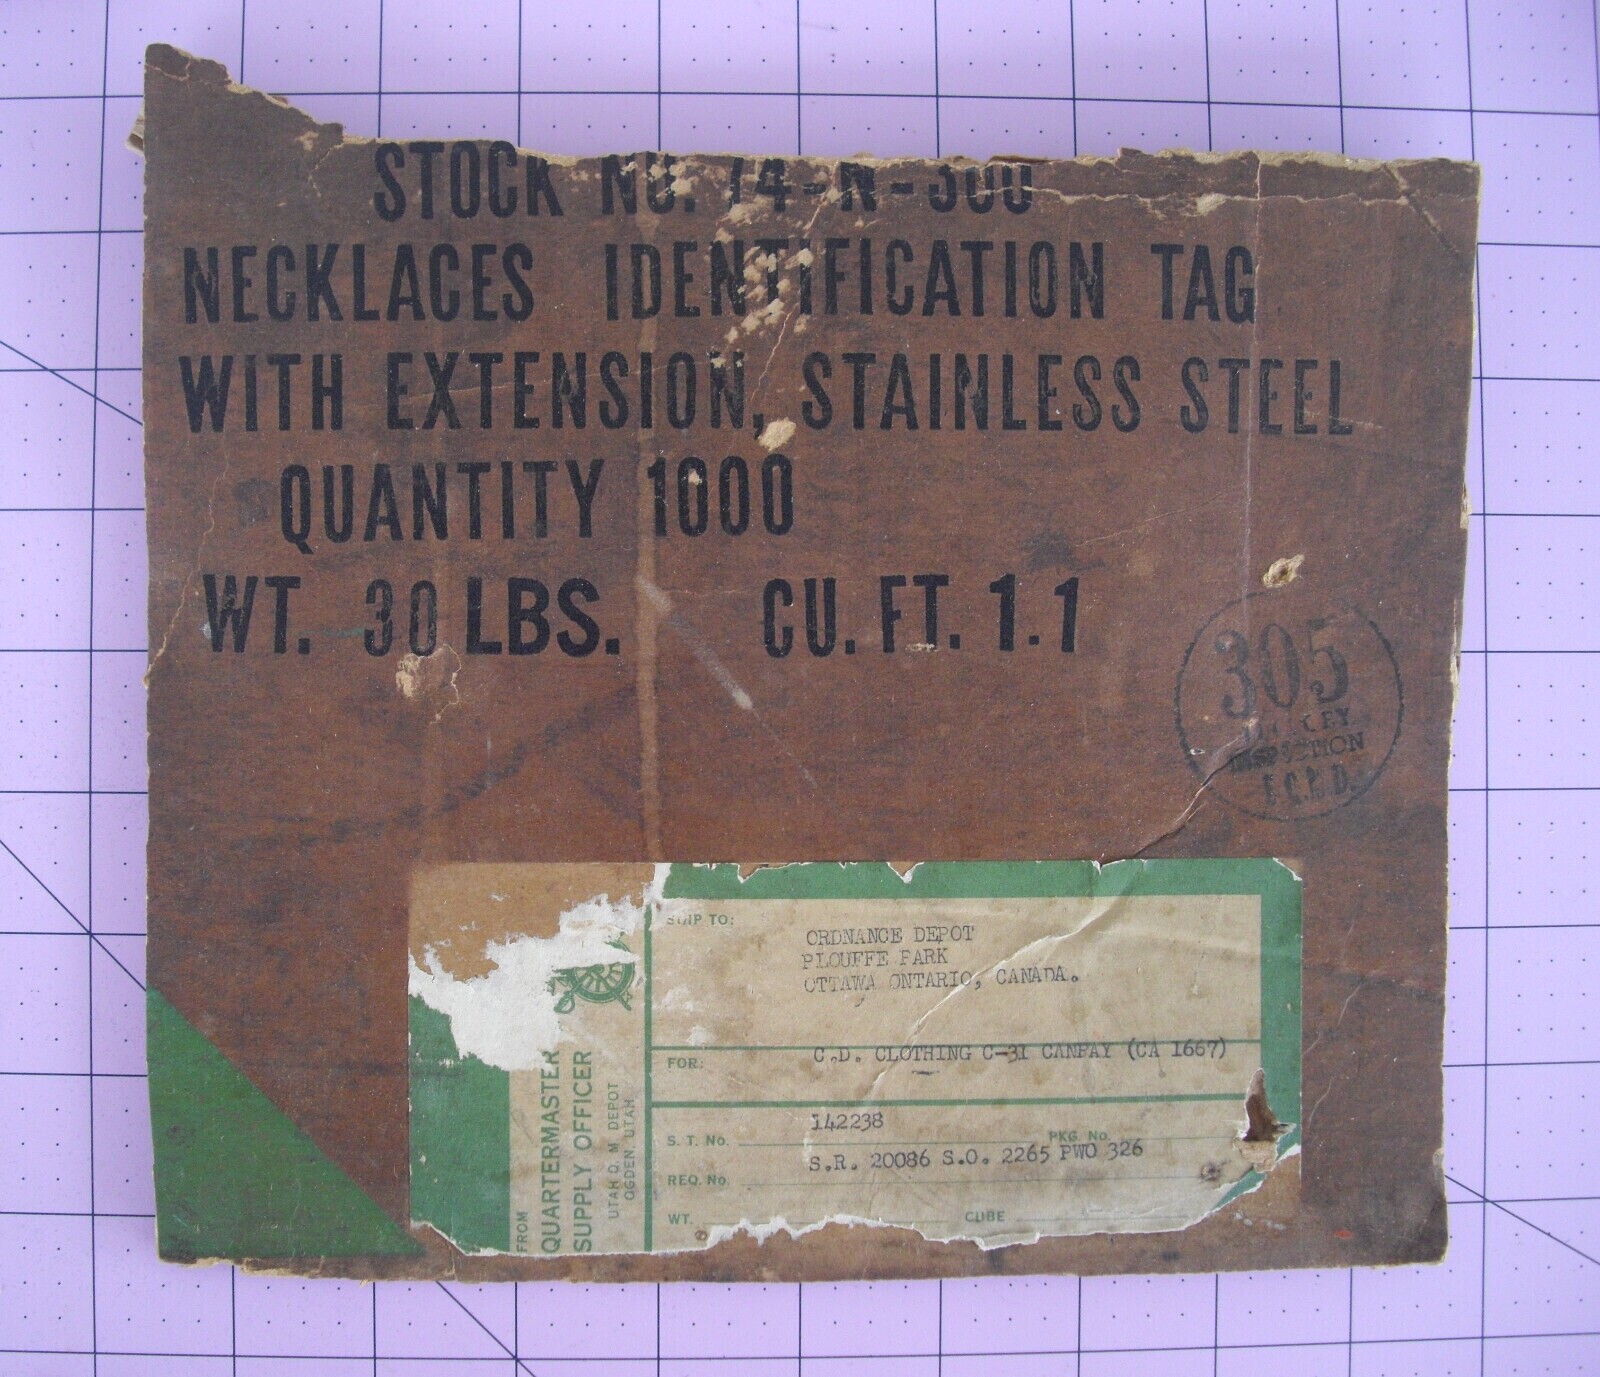 STOCK NO. 74-N-300
NECKLACES IDENTIFICATION TAG
WITH EXTENSION, STAINLESS STEEL
QUANTITY 1000
WT. 30 LBS. CU. FT. 1.1
305
INSPECTION
SHIP TO:
ORDNANCE DEPOT
PLOUFFE PARK
OTTAWA ONTARIO, CANADA.
FOR:
C.D. CLOTHING C-31 CANPAY (CA 1667)
142238
S. T. No.
PKG. No.
S.R. 20086 S.O. 2265 PWO 326
REQ. No.
WT.
CUBE
FROM
QUARTERMASTER
SUPPLY OFFICER
UTAH Q. M. DEPOT
OGDEN, UTAH